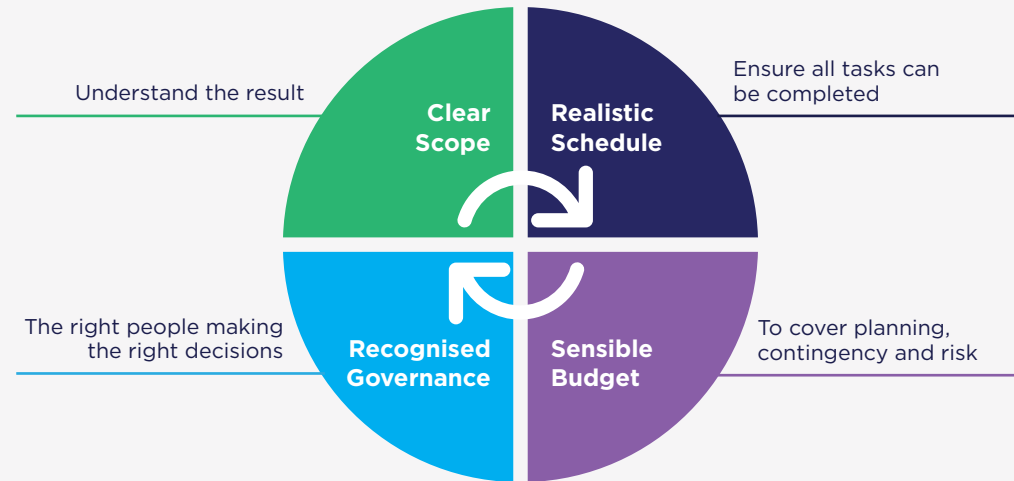 Understand the result
Clear
Scope
Realistic
Schedule
Ensure all tasks can
be completed
The right people making
the right decisions
Recognised
Governance
Sensible
Budget
To cover planning,
contingency and risk